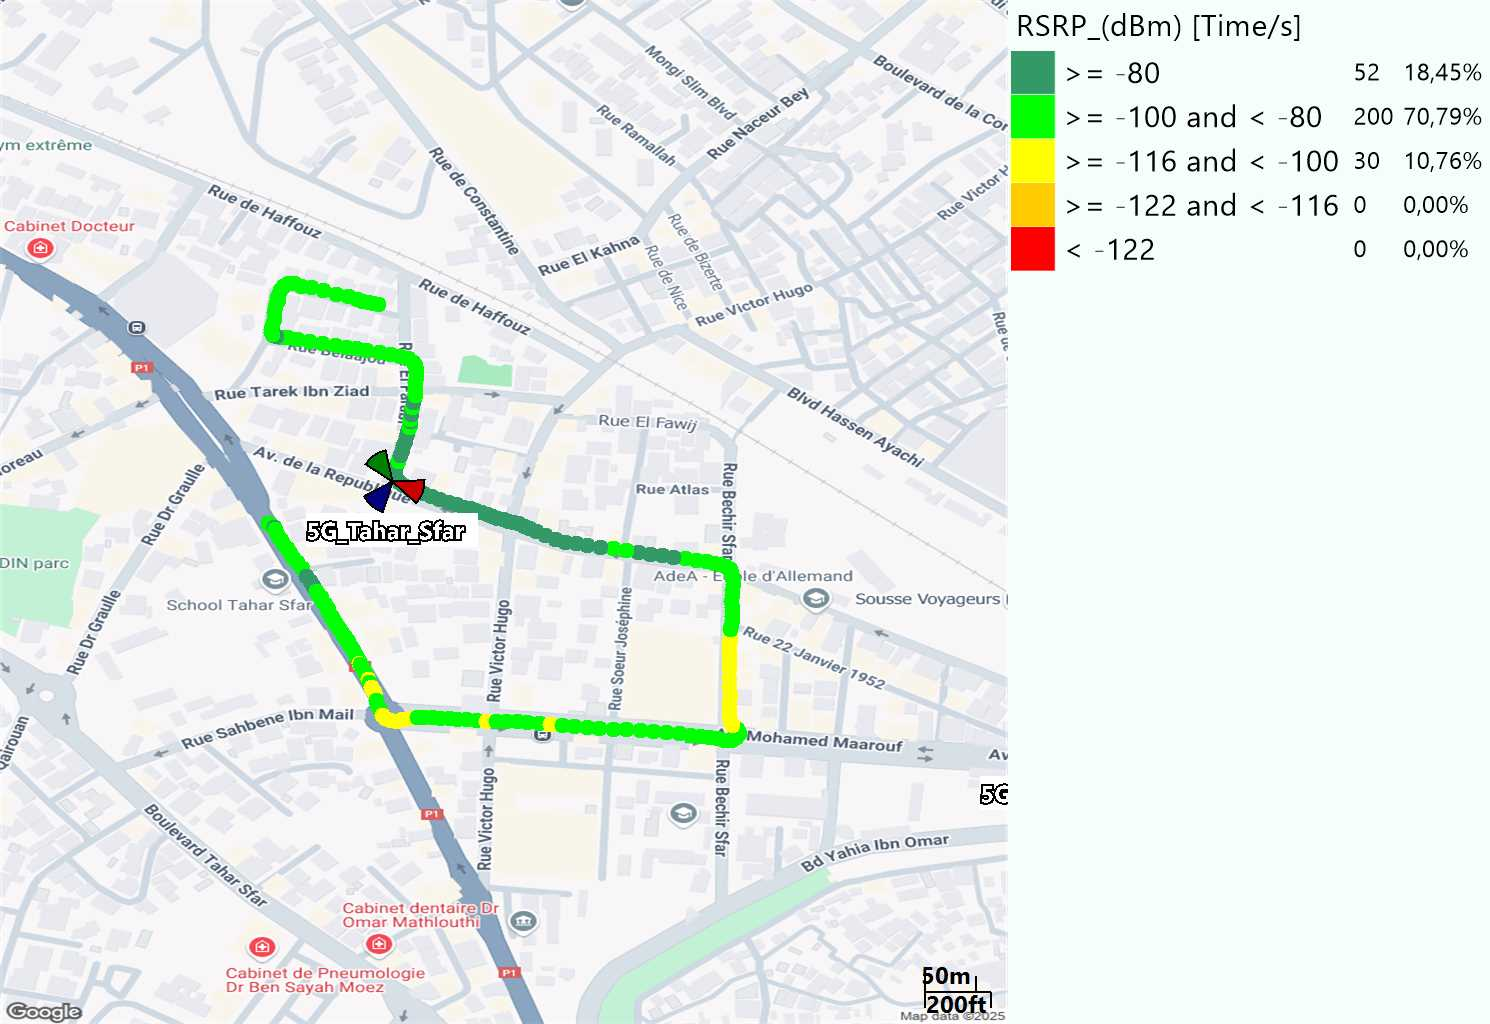 RSRP_(dBm) [Time/s]
>= -80 52 18,45%
>= -100 and < -80 200 70,79%
>= -116 and < -100 30 10,76%
>= -122 and < -116 0 0,00%
< -122 0 0,00%
Mongi Slim Blvd
Boulevard de la Cor
Rue Naceur Bey
Rue Ramallah
ym extrême
Rue de Constantine
Rue de Haffouz
Rue Victor H
Cabinet Docteur
Rue El Kahna
Rue de Bizerte
Rue de Nice
Rue de Haffouz
Rue Victor Hugo
P1
Rue Tarek Ibn Ziad
Blvd Hassen Ayachi
Rue El Fawij
Av. de la Republique
oreau
Rue Dr Graulle
Rue Atlas
Rue Bechir Sfar
5G_Tahar_Sfar
DIN parc
AdeA - École d'Allemand
School Tahar Sfar
Sousse Voyageurs
Rue Dr Graulle
Rue Victor Hugo
Rue Soeur Joséphine
Rue 22 Janvier 1952
Rue Sahbene Ibn Mail
Mohamed Maarouf
Av
Qairouan
Rue Victor Hugo
Rue Bechir Sfar
5G
P1
Boulevard Tahar Sfar
Bd Yahia Ibn Omar
Cabinet dentaire Dr
Omar Mathlouthi
Cabinet de Pneumologie
Dr Ben Sayah Moez
P1
50m
200ft
Google
Map data ©2025